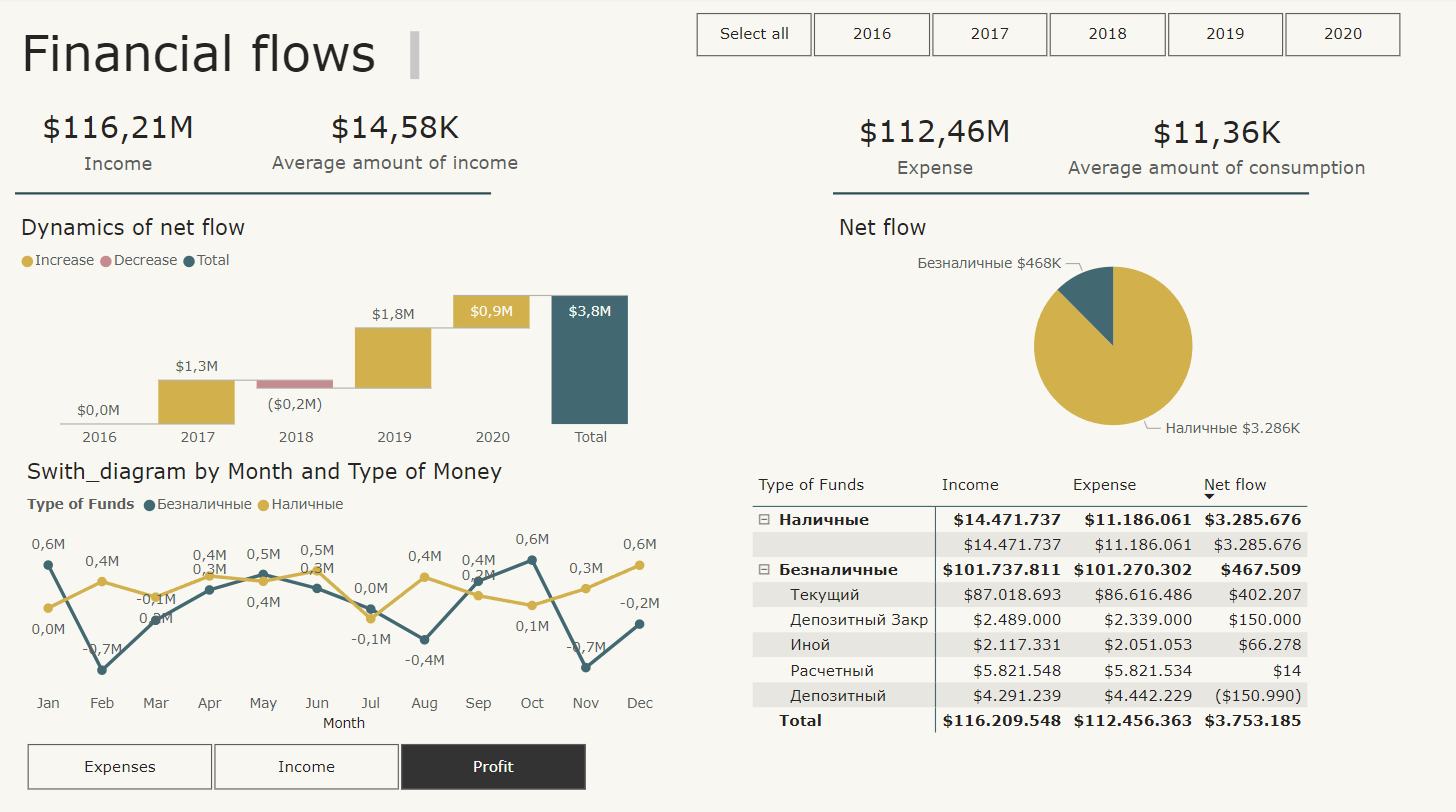 Financial flows
Select all 2016 2017 2018 2019 2020
$116,21M
Income
$14,58K
Average amount of income
$112,46M
Expense
$11,36K
Average amount of consumption
Dynamics of net flow
Increase Decrease Total
$0,0M $1,3M ($0,2M) $1,8M $0,9M $3,8M
2016 2017 2018 2019 2020 Total
Net flow
Безналичные $468K
Наличные $3.286K
Swith_diagram by Month and Type of Money
Type of Funds Безналичные Наличные
0,6M 0,4M 0,4M 0,5M 0,5M 0,4M 0,4M 0,6M 0,6M
-0,1M 0,3M 0,3M 0,0M 0,2M 0,3M -0,2M
0,0M -0,7M 0,4M -0,1M -0,4M 0,1M -0,7M
Jan Feb Mar Apr May Jun Jul Aug Sep Oct Nov Dec
Month
Expenses Income Profit
Type of Funds Income Expense Net flow
Наличные $14.471.737 $11.186.061 $3.285.676
$14.471.737 $11.186.061 $3.285.676
Безналичные $101.737.811 $101.270.302 $467.509
Текущий $87.018.693 $86.616.486 $402.207
Депозитный Закр $2.489.000 $2.339.000 $150.000
Иной $2.117.331 $2.051.053 $66.278
Расчетный $5.821.548 $5.821.534 $14
Депозитный $4.291.239 $4.442.229 ($150.990)
Total $116.209.548 $112.456.363 $3.753.185